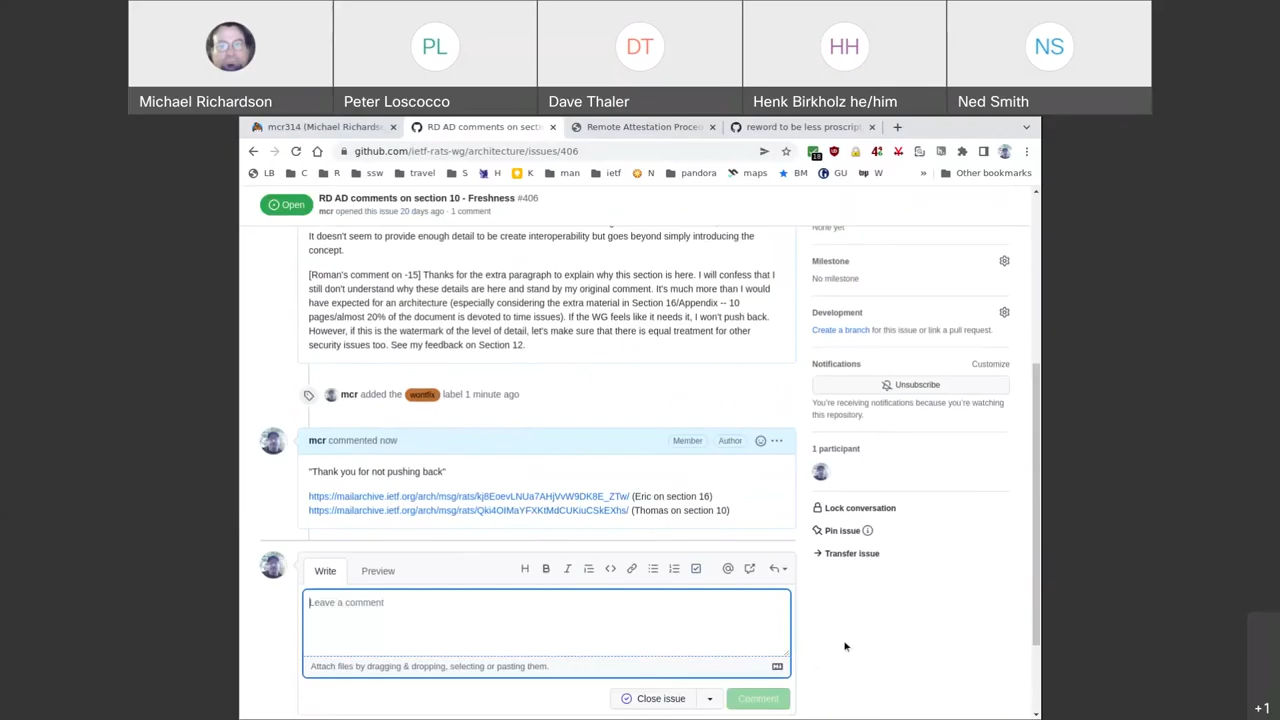 PL
DT
HH
NS
Michael Richardson
Peter Loscocco
Dave Thaler
Henk Birkholz he/him
Ned Smith
mcr314 (Michael Richards
RD AD comments on secti
Remote Attestation Proce
reword to be less proscript
github.com/ietf-rats-wg/architecture/issues/406
18
LB
C
R
ssw
travel
S
H
K
man
ietf
N
pandora
maps
BM
GU
W
»
Other bookmarks
Open
RD AD comments on section 10 - Freshness #406
mcr opened this issue 20 days ago · 1 comment
It doesn't seem to provide enough detail to be create interoperability but goes beyond simply introducing the
concept.
[Roman's comment on -15] Thanks for the extra paragraph to explain why this section is here. I will confess that I
still don't understand why these details are here and stand by my original comment. It's much more than I would
have expected for an architecture (especially considering the extra material in Section 16/Appendix -- 10
pages/almost 20% of the document is devoted to time issues). If the WG feels like it needs it, I won't push back.
However, if this is the watermark of the level of detail, let's make sure that there is equal treatment for other
security issues too. See my feedback on Section 12.
mcr added the wontfix label 1 minute ago
mcr commented now
Member
Author
"Thank you for not pushing back"
https://mailarchive.ietf.org/arch/msg/rats/kj8EoevLNUa7AHjVvW9DK8E_ZTw/ (Eric on section 16)
https://mailarchive.ietf.org/arch/msg/rats/Qki4OIMaYFXKtMdCUKiuCSkEXhs/ (Thomas on section 10)
Write
Preview
Leave a comment
Attach files by dragging & dropping, selecting or pasting them.
Close issue
Comment
None yet
Milestone
No milestone
Development
Create a branch for this issue or link a pull request.
Notifications
Customize
Unsubscribe
You're receiving notifications because you're watching
this repository.
1 participant
Lock conversation
Pin issue
Transfer issue
+1